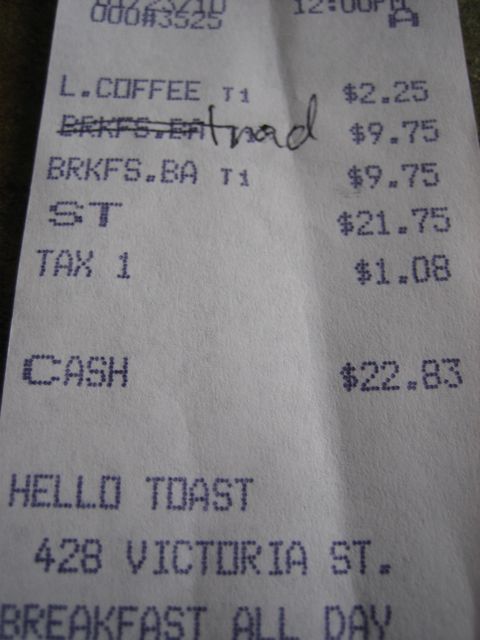 000#3525 12:00PM
A
L.COFFEE T1 $2.25
BRKFS.BA trad $9.75
BRKFS.BA T1 $9.75
ST $21.75
TAX 1 $1.08
CASH $22.83
HELLO TOAST
428 VICTORIA ST.
BREAKFAST ALL DAY